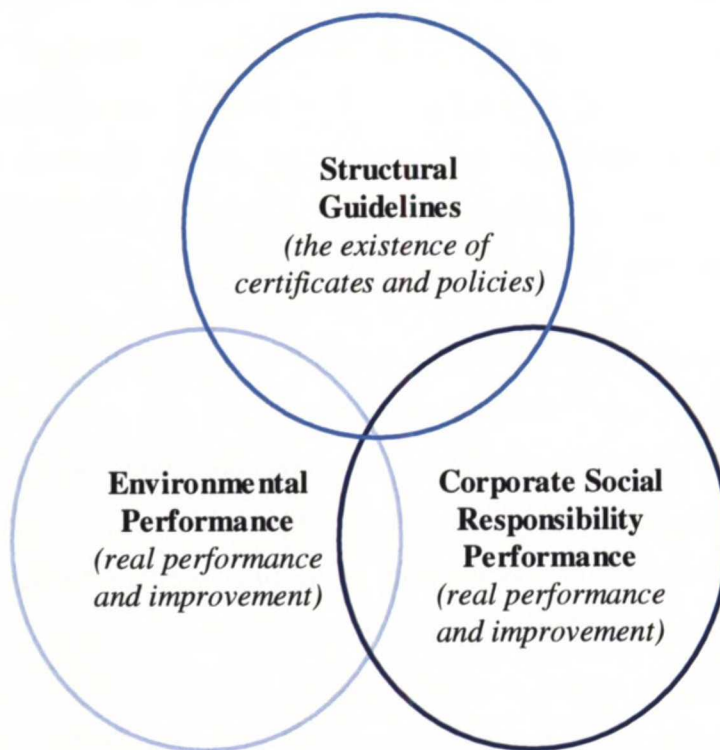 Structural
Guidelines
(the existence of
certificates and policies)
Environmental
Performance
(real performance
and improvement)
Corporate Social
Responsibility
Performance
(real performance
and improvement)